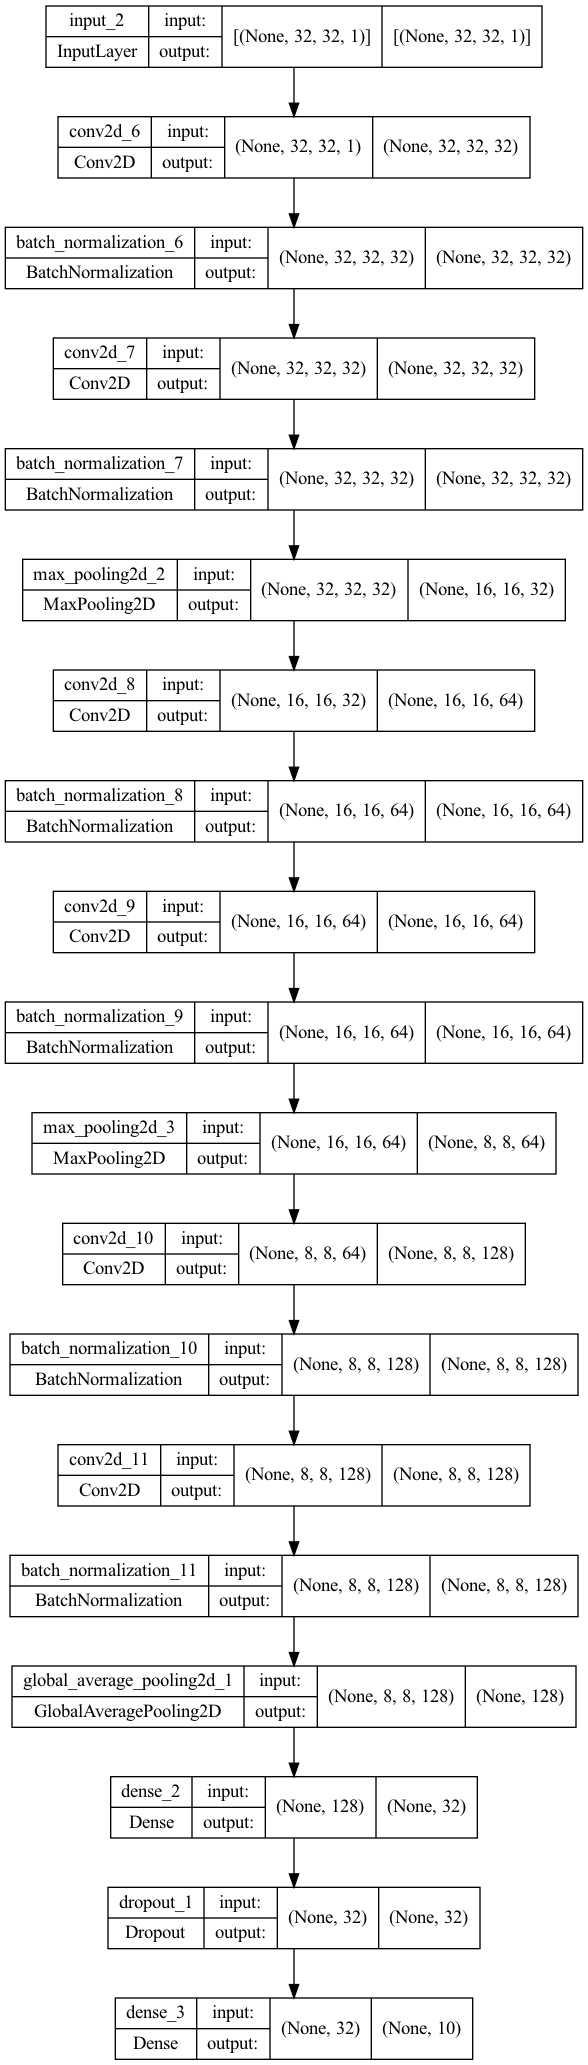 input_2 input: [(None, 32, 32, 1)] [(None, 32, 32, 1)]
InputLayer output:
conv2d_6 input: (None, 32, 32, 1) (None, 32, 32, 32)
Conv2D output:
batch_normalization_6 input: (None, 32, 32, 32) (None, 32, 32, 32)
BatchNormalization output:
conv2d_7 input: (None, 32, 32, 32) (None, 32, 32, 32)
Conv2D output:
batch_normalization_7 input: (None, 32, 32, 32) (None, 32, 32, 32)
BatchNormalization output:
max_pooling2d_2 input: (None, 32, 32, 32) (None, 16, 16, 32)
MaxPooling2D output:
conv2d_8 input: (None, 16, 16, 32) (None, 16, 16, 64)
Conv2D output:
batch_normalization_8 input: (None, 16, 16, 64) (None, 16, 16, 64)
BatchNormalization output:
conv2d_9 input: (None, 16, 16, 64) (None, 16, 16, 64)
Conv2D output:
batch_normalization_9 input: (None, 16, 16, 64) (None, 16, 16, 64)
BatchNormalization output:
max_pooling2d_3 input: (None, 16, 16, 64) (None, 8, 8, 64)
MaxPooling2D output:
conv2d_10 input: (None, 8, 8, 64) (None, 8, 8, 128)
Conv2D output:
batch_normalization_10 input: (None, 8, 8, 128) (None, 8, 8, 128)
BatchNormalization output:
conv2d_11 input: (None, 8, 8, 128) (None, 8, 8, 128)
Conv2D output:
batch_normalization_11 input: (None, 8, 8, 128) (None, 8, 8, 128)
BatchNormalization output:
global_average_pooling2d_1 input: (None, 8, 8, 128) (None, 128)
GlobalAveragePooling2D output:
dense_2 input: (None, 128) (None, 32)
Dense output:
dropout_1 input: (None, 32) (None, 32)
Dropout output:
dense_3 input: (None, 32) (None, 10)
Dense output: